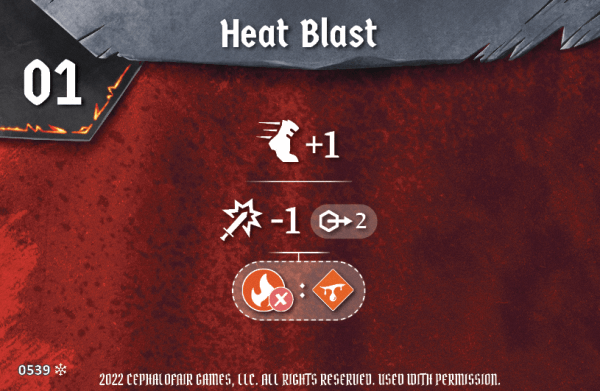 Heat Blast
01
+1
-1 2
:
0539
2022 CEPHALOFAIR GAMES, LLC. ALL RIGHTS RESERVED. USED WITH PERMISSION.